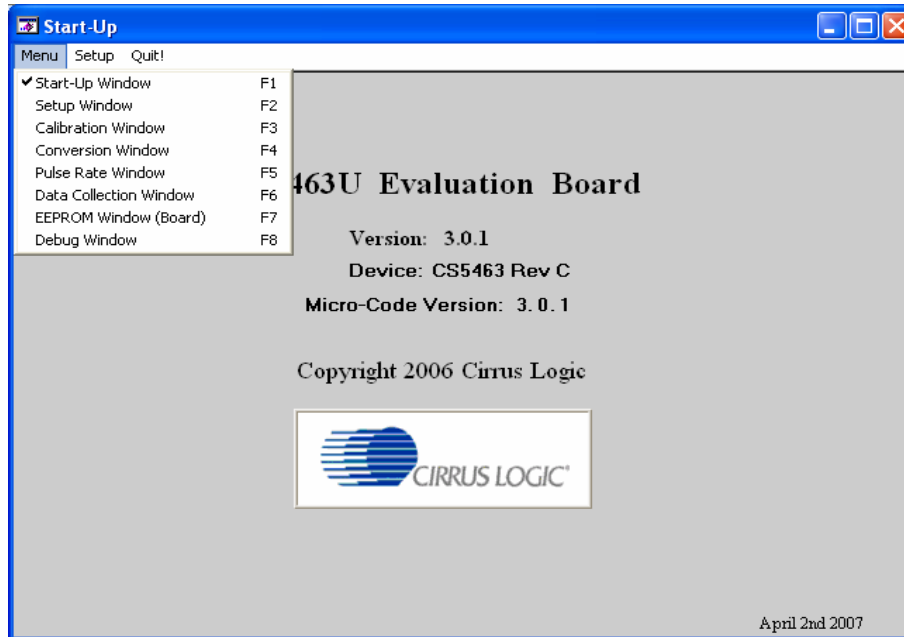 Start-Up
Menu Setup Quit!
✔Start-Up Window F1
Setup Window F2
Calibration Window F3
Conversion Window F4
Pulse Rate Window F5
Data Collection Window F6
EEPROM Window (Board) F7
Debug Window F8
463U Evaluation Board
Version: 3.0.1
Device: CS5463 Rev C
Micro-Code Version: 3.0.1
Copyright 2006 Cirrus Logic
CIRRUS LOGIC®
April 2nd 2007